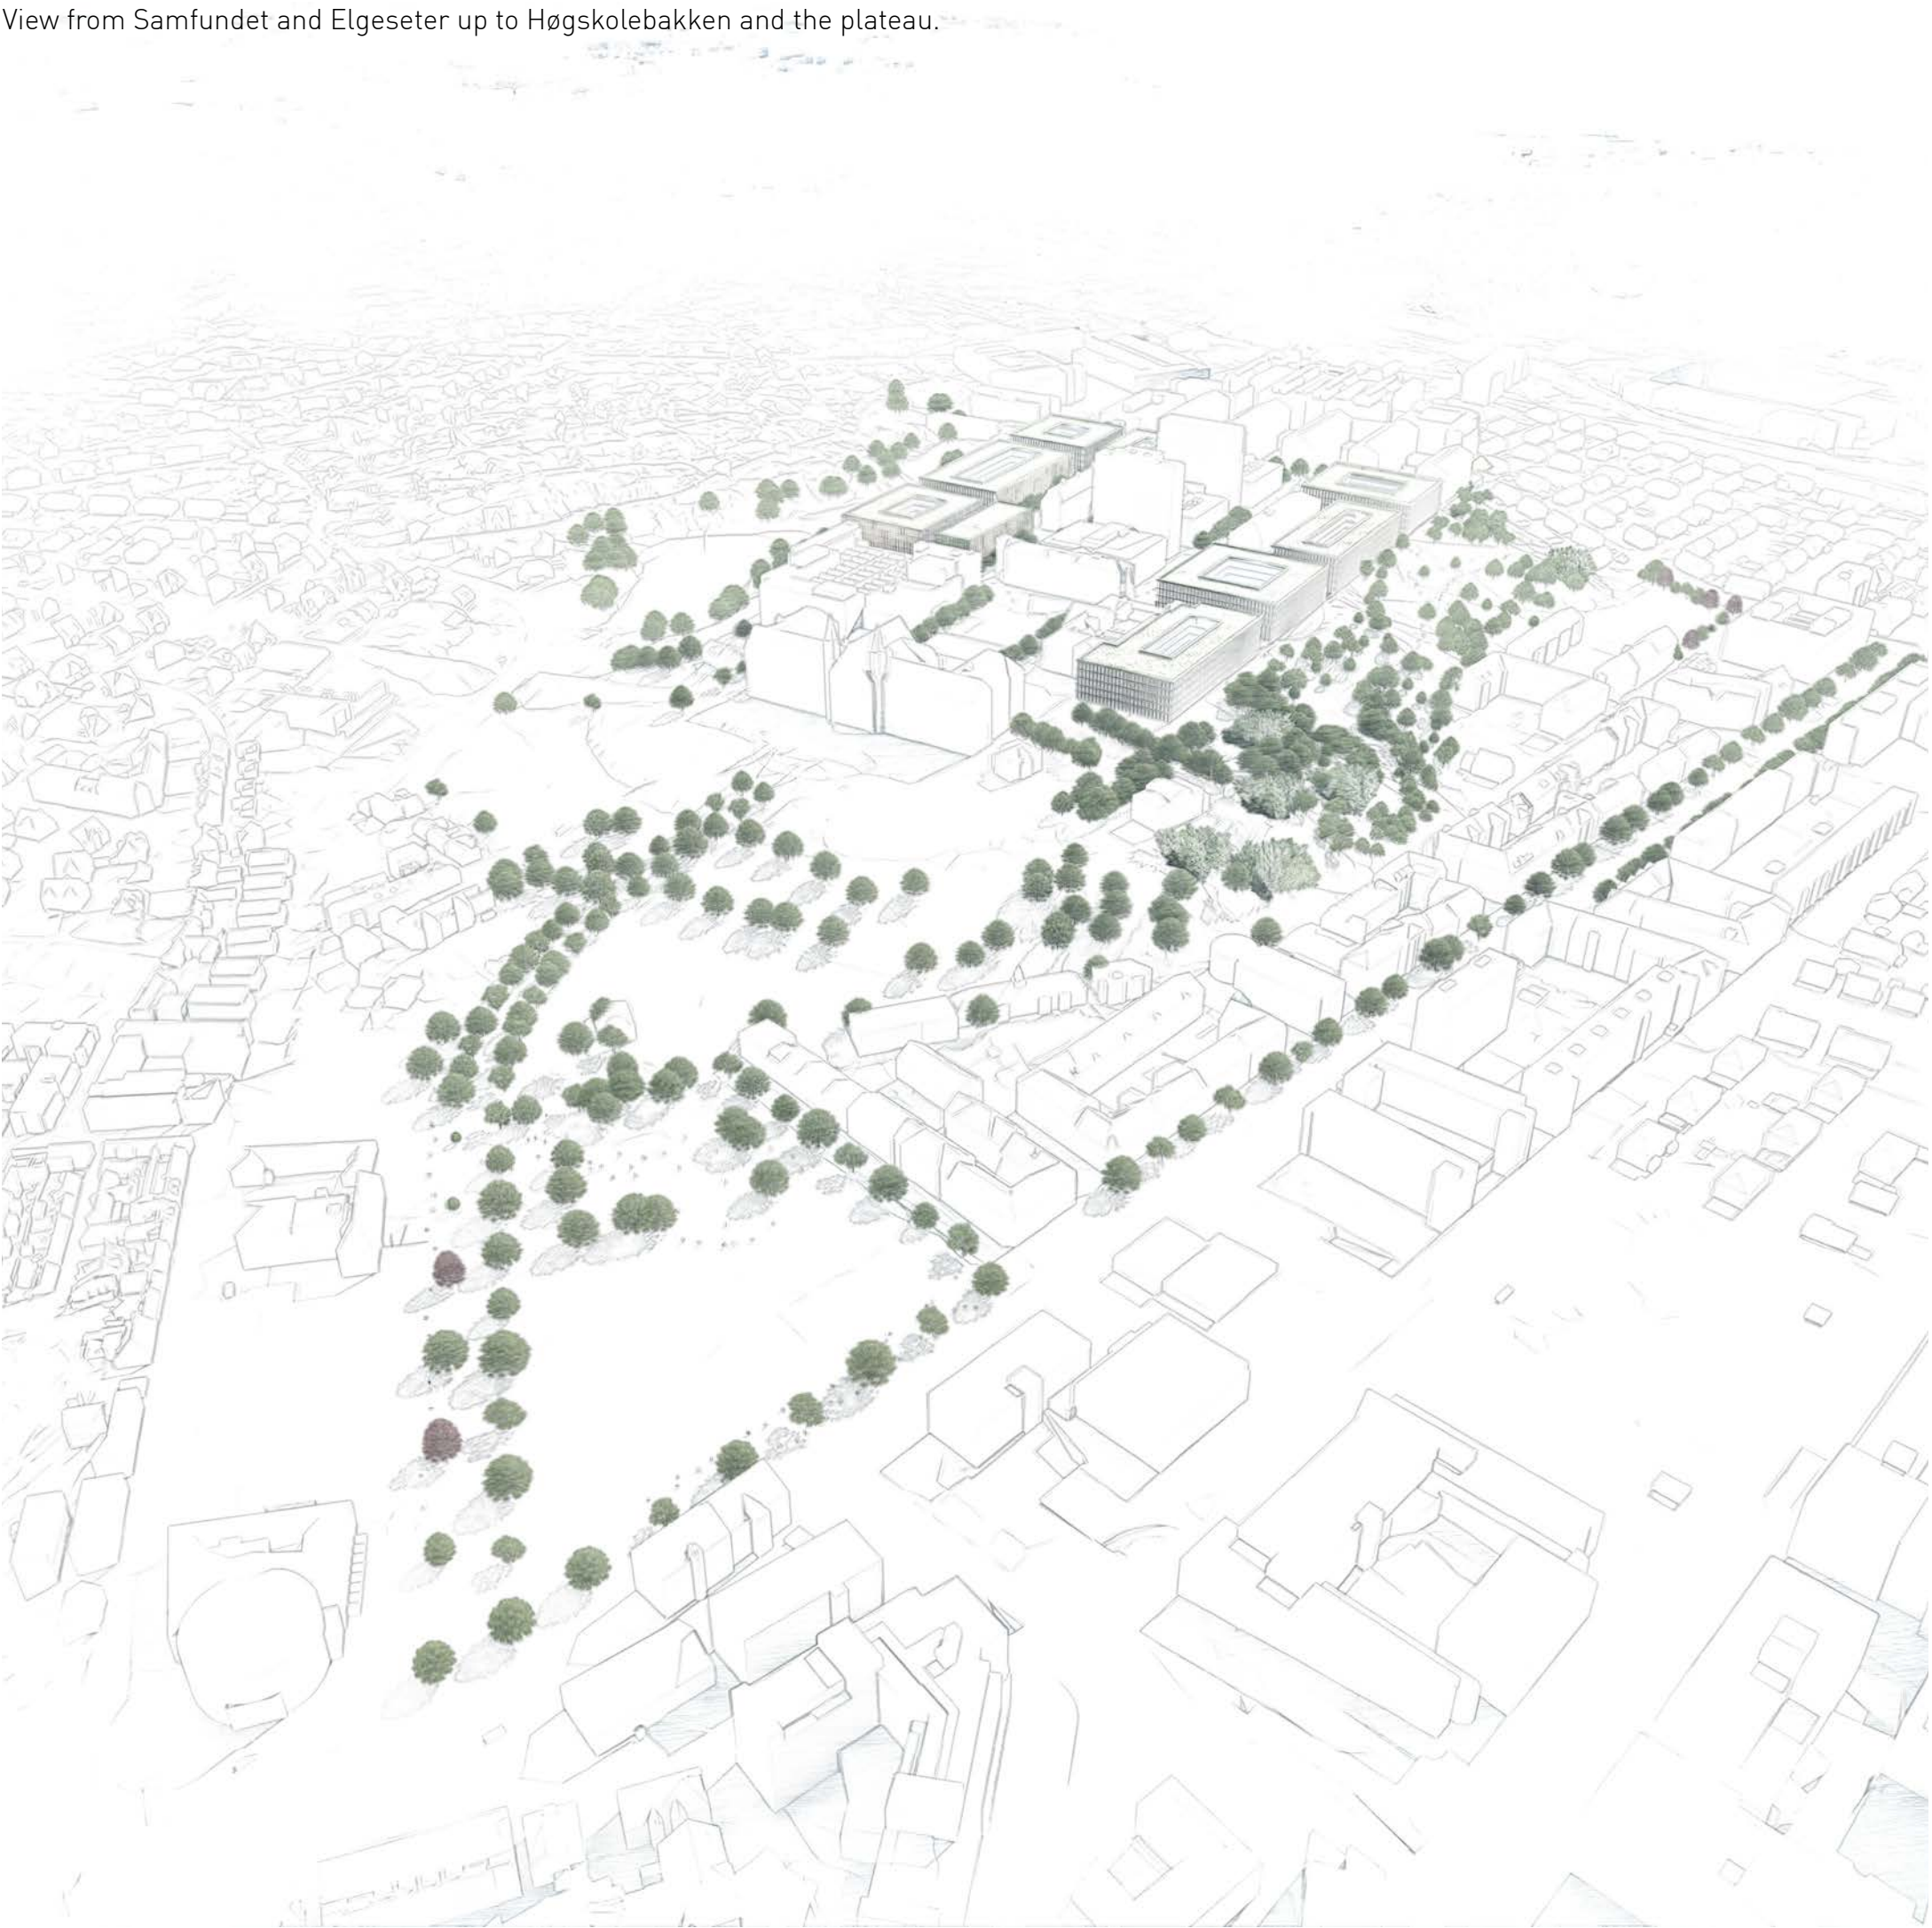 View from Samfundet and Elgeseter up to Høgskolebakken and the plateau.